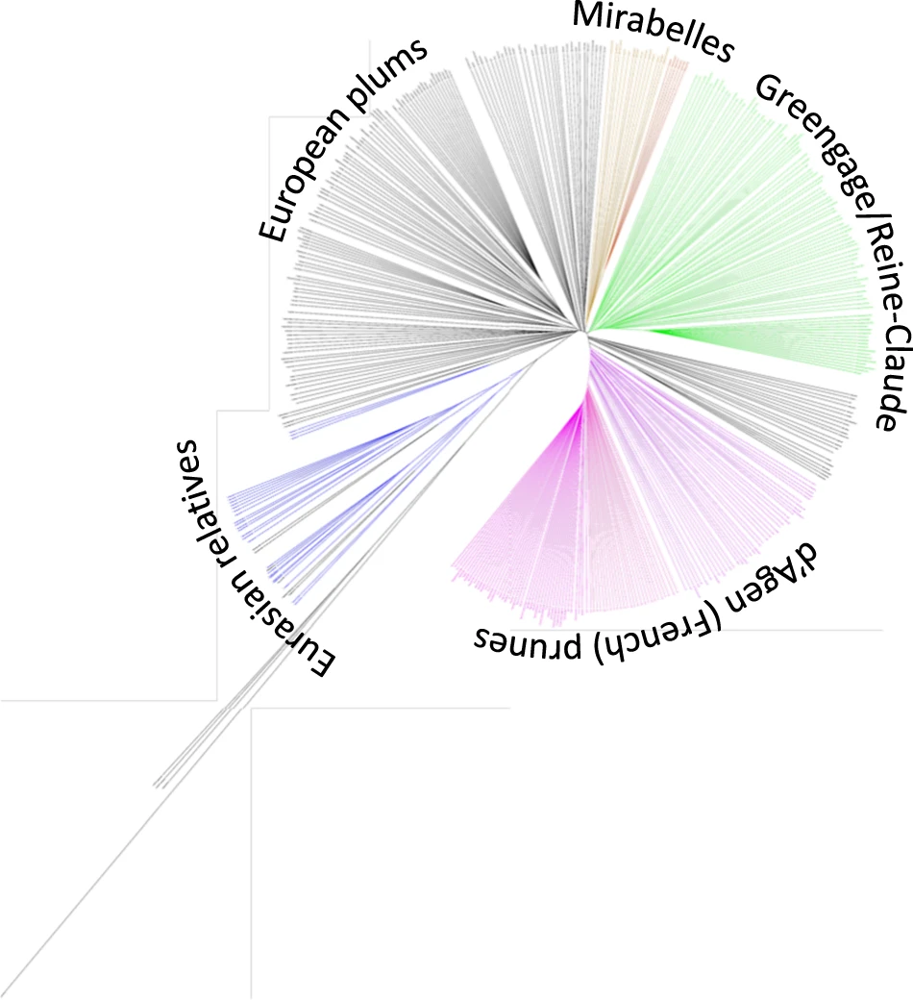 Mirabelles
European plums
Greengage/Reine-Claude
Eurasian relatives
d'Agen (French) prunes